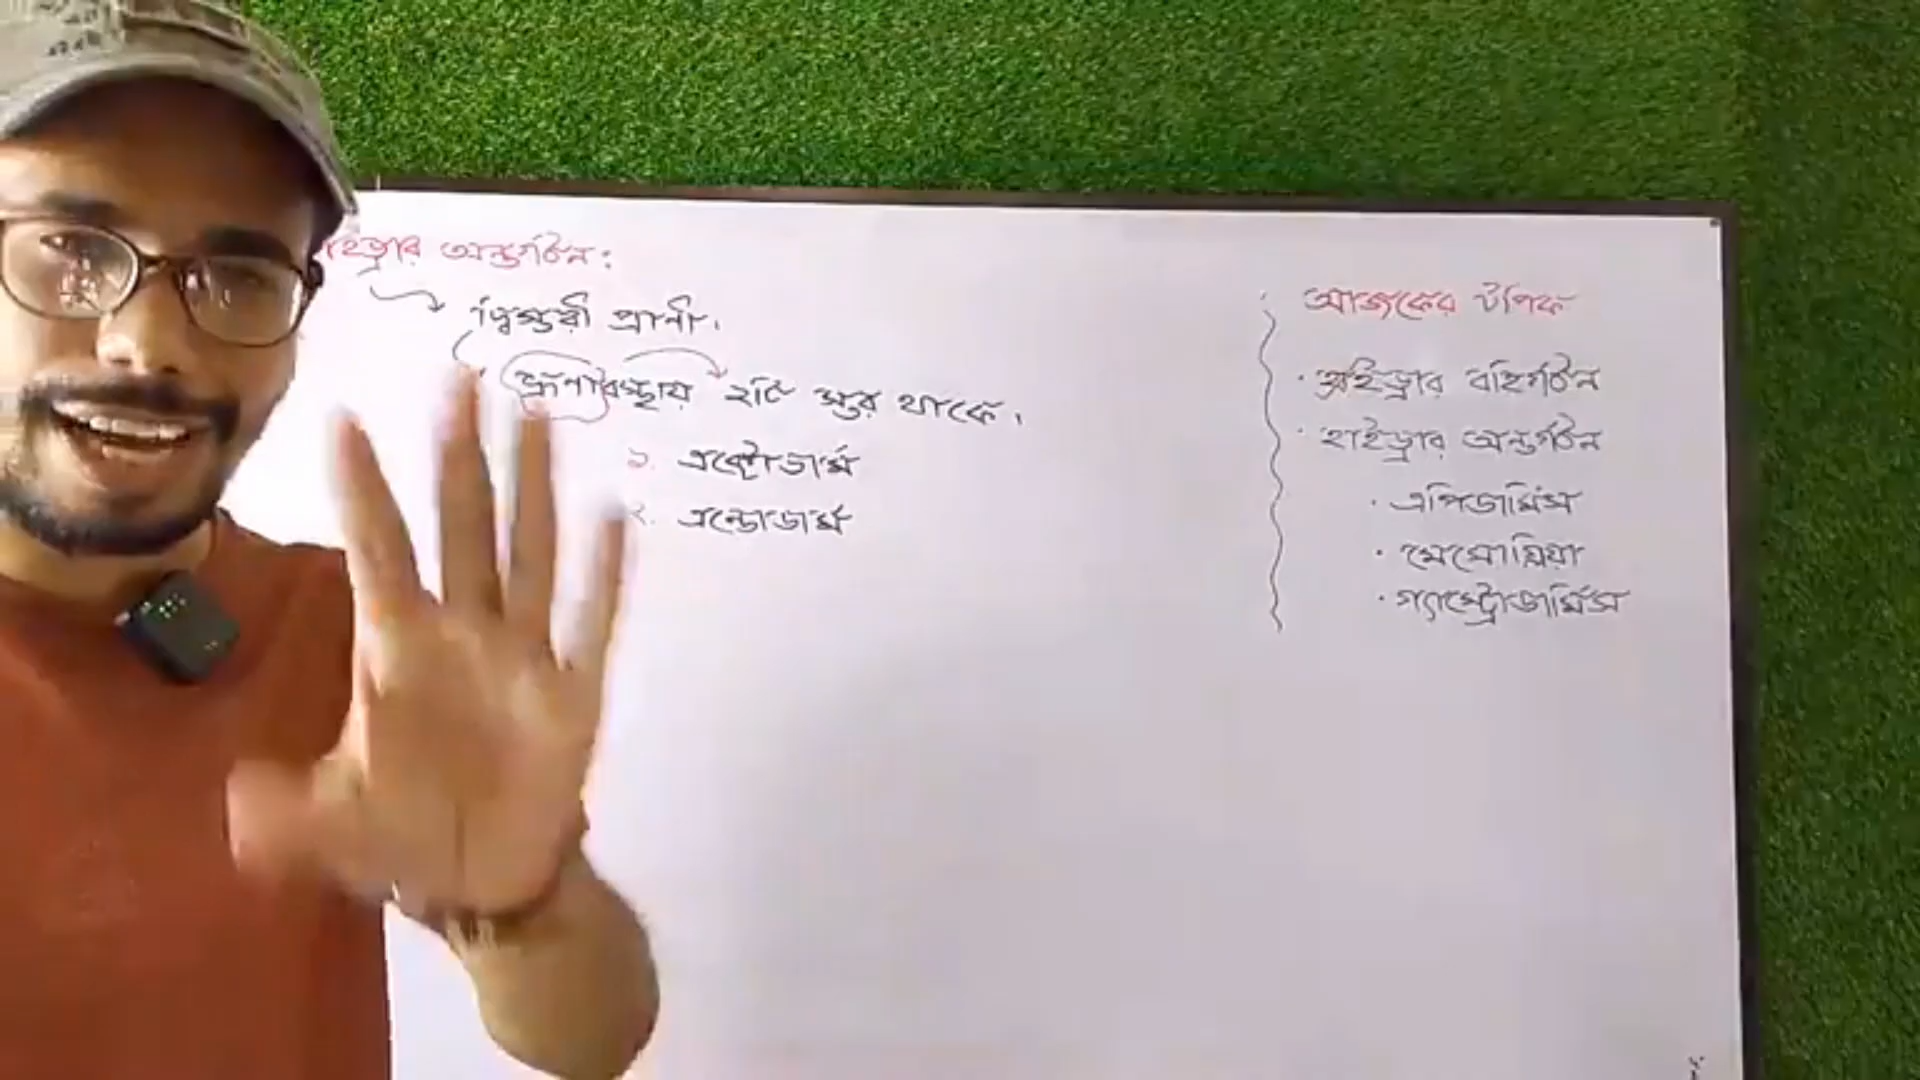 হাইড্রার অন্তর্গঠন:
দ্বিস্তরী প্রাণী।
ভ্রূণাবস্থায় ২টি স্তর থাকে।
১. এক্টোডার্ম
২. এন্ডোডার্ম
আজকের টপিক
· হাইড্রার বহির্গঠন
· হাইড্রার অন্তর্গঠন
· এপিডার্মিস
· মেসোগ্লিয়া
· গ্যাস্ট্রোডার্মিস